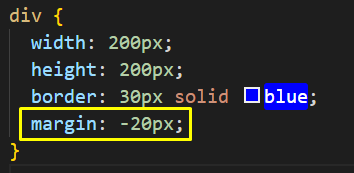 div {
width: 200px;
height: 200px;
border: 30px solid blue;
margin: -20px;
}